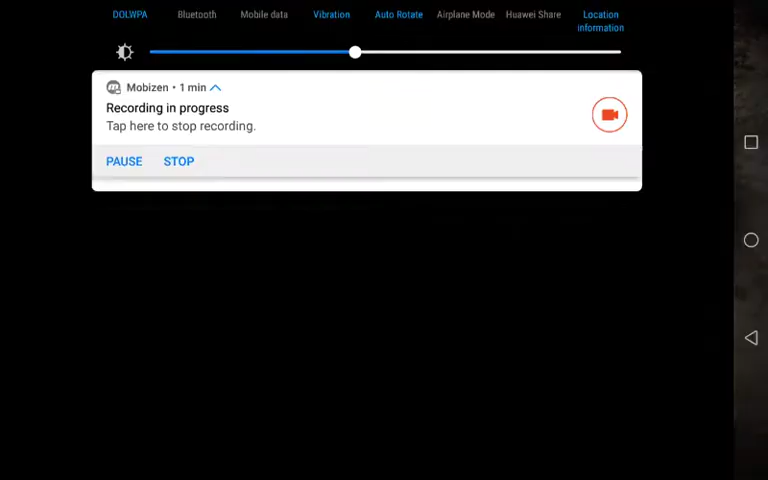 DOLWPA Bluetooth Mobile data Vibration Auto Rotate Airplane Mode Huawei Share Location information
Mobizen • 1 min
Recording in progress
Tap here to stop recording.
PAUSE STOP